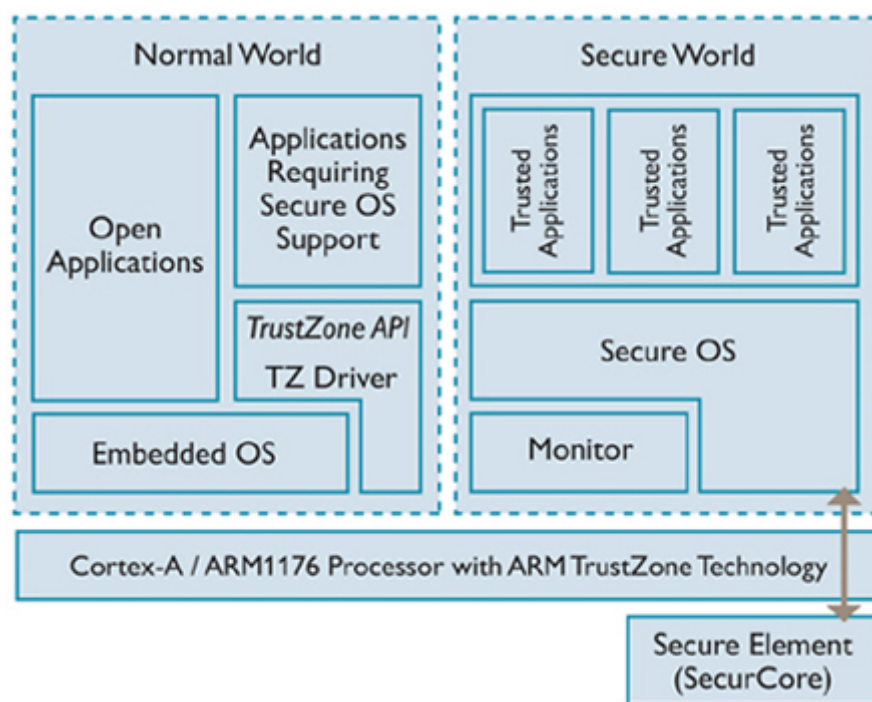 Normal World
Open
Applications
Applications
Requiring
Secure OS
Support
TrustZone API
TZ Driver
Embedded OS
Secure World
Trusted
Applications
Trusted
Applications
Trusted
Applications
Secure OS
Monitor
Cortex-A / ARM1176 Processor with ARM TrustZone Technology
Secure Element
(SecurCore)